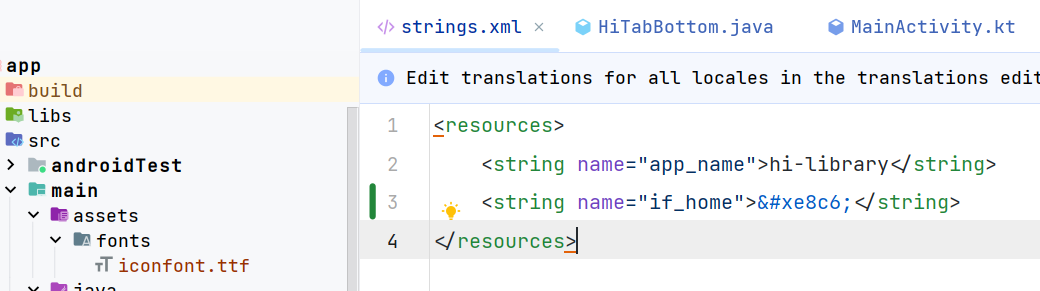 strings.xml
HiTabBottom.java
MainActivity.kt
Edit translations for all locales in the translations edit
app
build
libs
src
androidTest
main
assets
fonts
iconfont.ttf
java
1 <resources>
2 <string name="app_name">hi-library</string>
3 <string name="if_home">&#xe8c6;</string>
4 </resources>